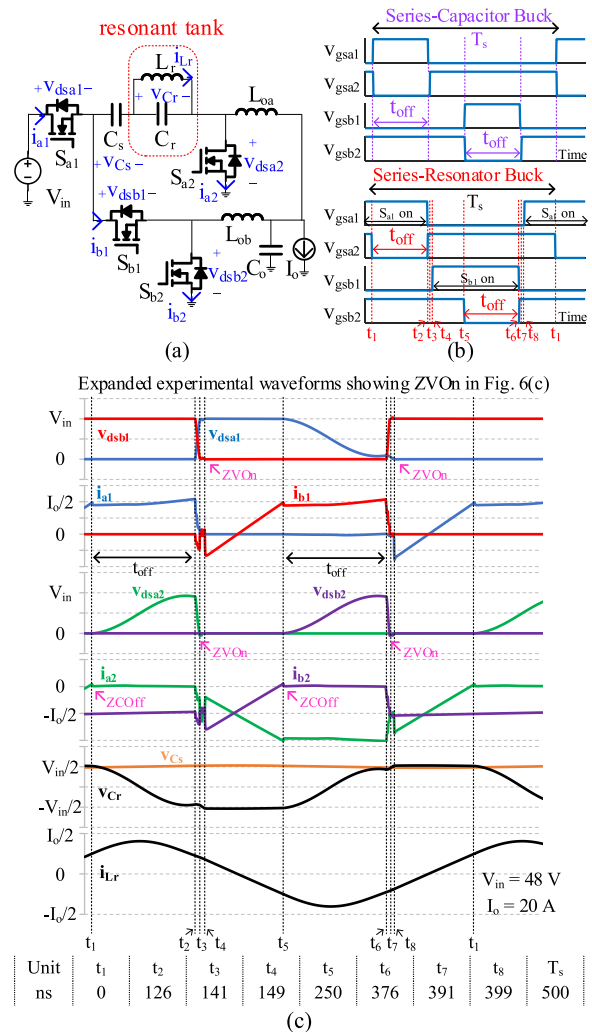 resonant tank
(a)
L_r
i_Lr
+v_dsa1-
+ v_Cr -
C_s
C_r
L_oa
i_a1
S_a1
+
v_Cs
-
S_a2
+
v_dsa2
-
V_in
+v_dsb1-
i_a2
i_b1
S_b1
L_ob
C_o
I_o
S_b2
+
v_dsb2
-
i_b2
(a)
Series-Capacitor Buck
T_s
V_gsa1
V_gsa2
t_off
V_gsb1
t_off
V_gsb2
Time
Series-Resonator Buck
T_s
V_gsa1
S_a1 on
S_a1 on
V_gsa2
t_off
V_gsb1
S_b1 on
V_gsb2
t_off
Time
t_1 t_2 t_3 t_4 t_5 t_6 t_7 t_8 t_1
(b)
Expanded experimental waveforms showing ZVOn in Fig. 6(c)
V_in
v_dsb1 v_dsa1
0
ZVOn ZVOn
I_o/2 i_a1 i_b1
0
t_off t_off
V_in
v_dsa2 v_dsb2
0
ZVOn ZVOn
i_a2 i_b2
0
ZCOff ZCOff
-I_o/2
v_Cs
V_in/2
v_Cr
-V_in/2
I_o/2
0 i_Lr
V_in = 48 V
I_o = 20 A
-I_o/2
t_1 t_2 t_3 t_4 t_5 t_6 t_7 t_8 t_1
Unit t_1 t_2 t_3 t_4 t_5 t_6 t_7 t_8 T_s
ns 0 126 141 149 250 376 391 399 500
(c)